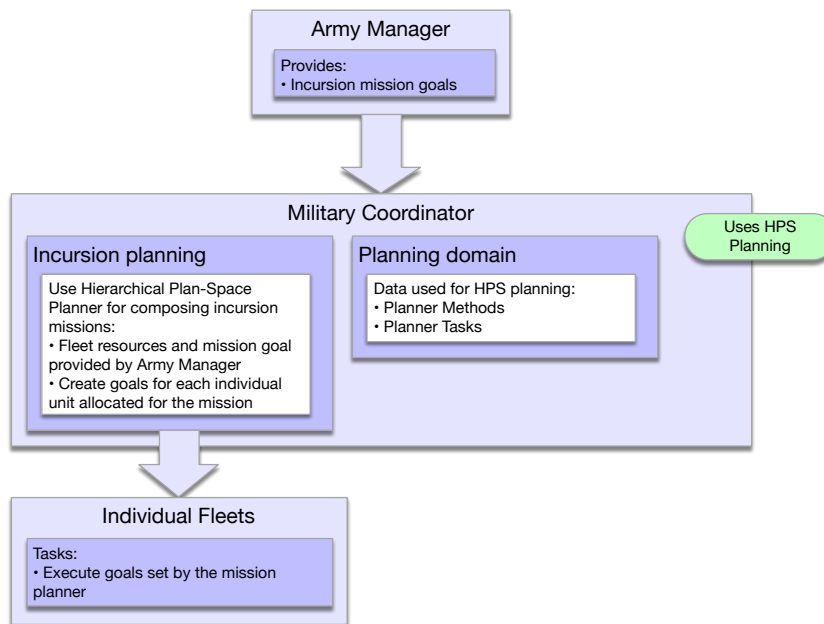 Army Manager
Provides:
• Incursion mission goals
Military Coordinator
Uses HPS
Planning
Incursion planning
Use Hierarchical Plan-Space
Planner for composing incursion
missions:
• Fleet resources and mission goal
provided by Army Manager
• Create goals for each individual
unit allocated for the mission
Planning domain
Data used for HPS planning:
• Planner Methods
• Planner Tasks
Individual Fleets
Tasks:
• Execute goals set by the mission
planner